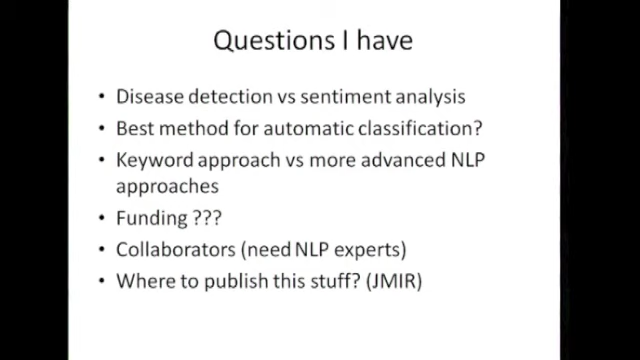 Questions I have
• Disease detection vs sentiment analysis
• Best method for automatic classification?
• Keyword approach vs more advanced NLP
approaches
• Funding ???
• Collaborators (need NLP experts)
• Where to publish this stuff? (JMIR)